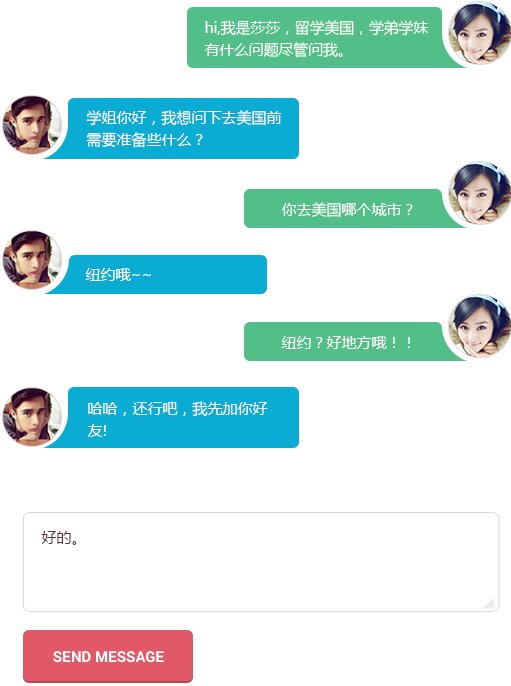 hi,我是莎莎，留学美国，学弟学妹
有什么问题尽管问我。
学姐你好，我想问下去美国前
需要准备些什么？
你去美国哪个城市？
纽约哦~~
纽约？好地方哦！！
哈哈，还行吧，我先加你好
友!
好的。
SEND MESSAGE